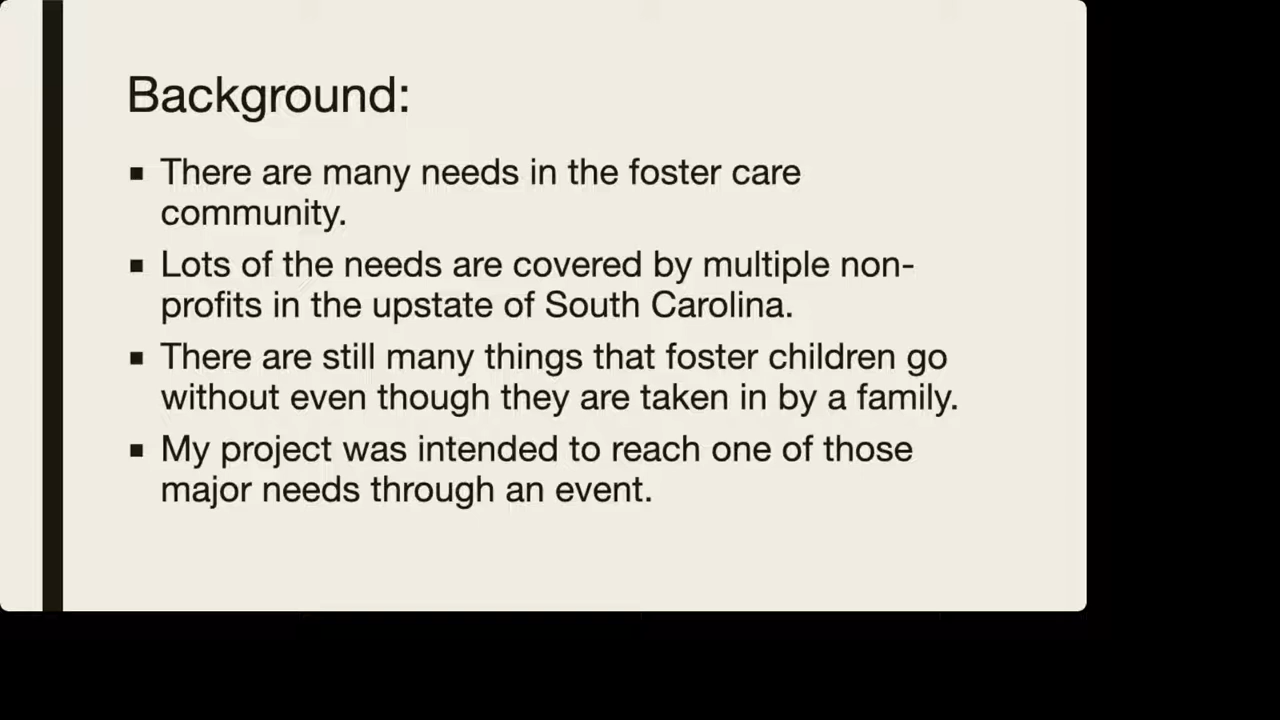 Background:
▪ There are many needs in the foster care
community.
▪ Lots of the needs are covered by multiple non-
profits in the upstate of South Carolina.
▪ There are still many things that foster children go
without even though they are taken in by a family.
▪ My project was intended to reach one of those
major needs through an event.